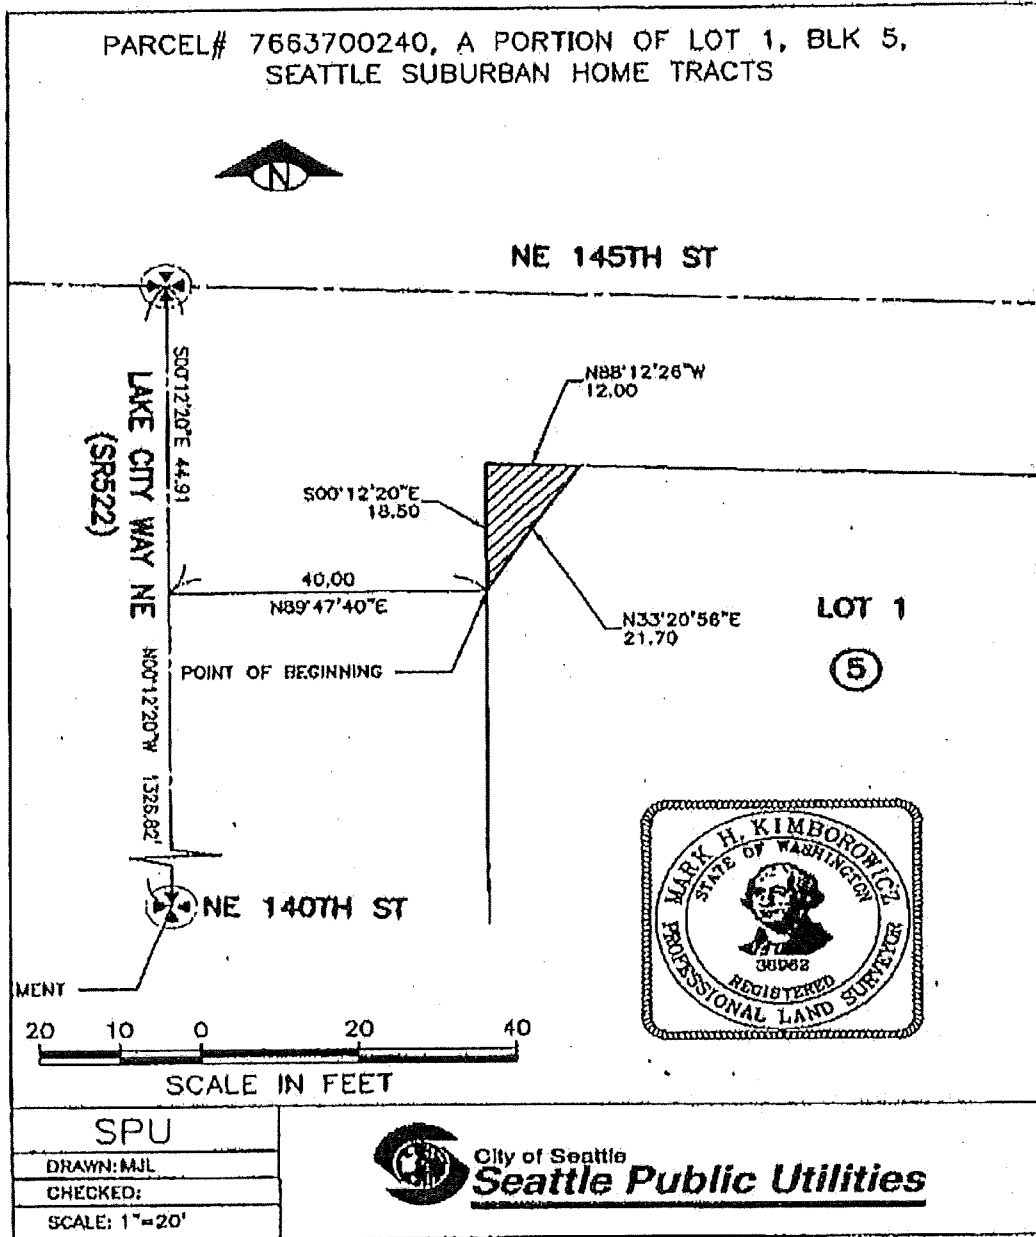 PARCEL# 7663700240, A PORTION OF LOT 1, BLK 5,
SEATTLE SUBURBAN HOME TRACTS
N
NE 145TH ST
S00°12'20"E 44.91
LAKE CITY WAY NE
(SR522)
N88°12'26"W
12.00
S00°12'20"E
18.50
40.00
N89°47'40"E
N33°20'56"E
21.70
LOT 1
5
POINT OF BEGINNING
N00°12'20"W 1326.82'
NE 140TH ST
MENT
MARK H. KIMBOROWICZ
STATE OF WASHINGTON
REGISTERED
PROFESSIONAL LAND SURVEYOR
20 10 0 20 40
SCALE IN FEET
SPU
DRAWN: MJL
CHECKED:
SCALE: 1"=20'
City of Seattle
Seattle Public Utilities